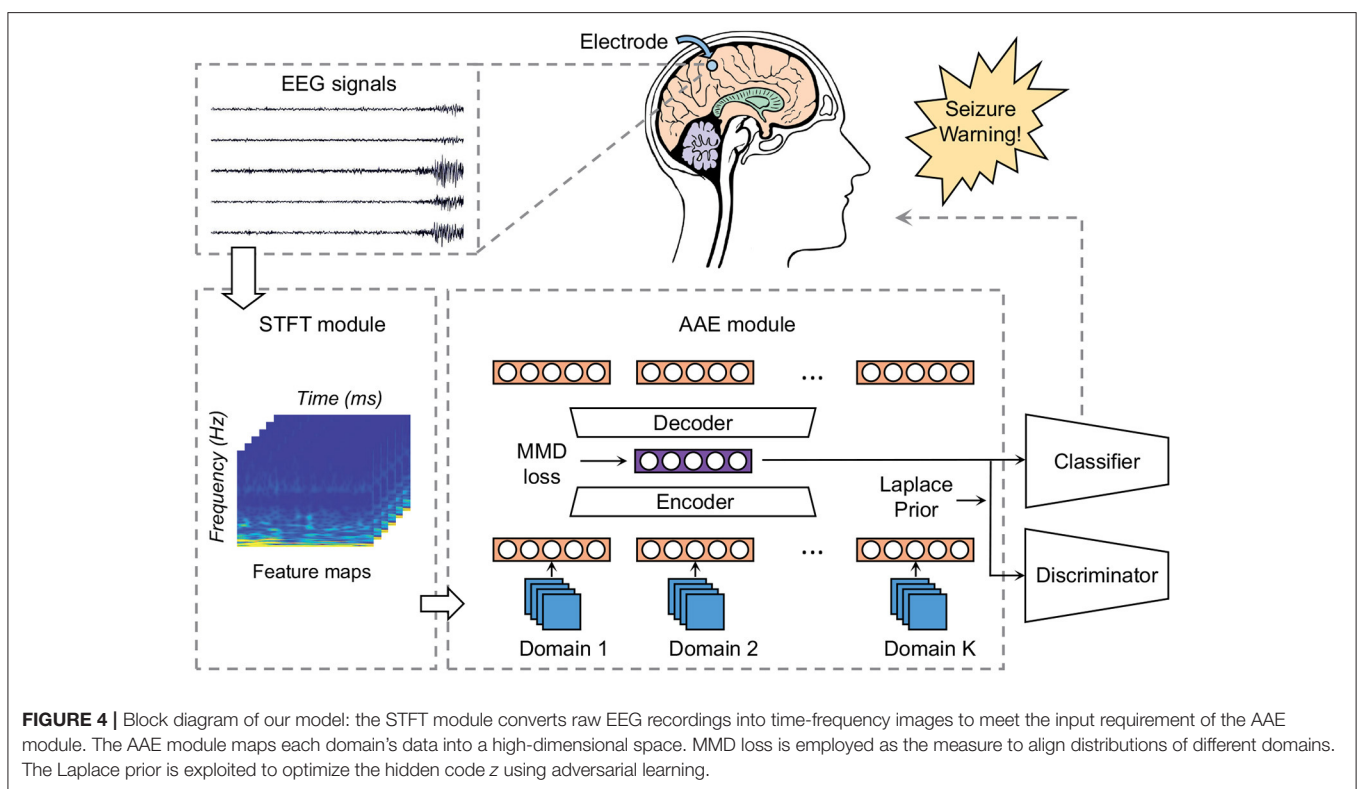 Electrode
EEG signals
Seizure
Warning!
STFT module
AAE module
Time (ms)
Frequency (Hz)
Feature maps
...
Decoder
MMD
loss
Encoder
Laplace
Prior
Classifier
Discriminator
...
Domain 1
Domain 2
Domain K
FIGURE 4 | Block diagram of our model: the STFT module converts raw EEG recordings into time-frequency images to meet the input requirement of the AAE
module. The AAE module maps each domain's data into a high-dimensional space. MMD loss is employed as the measure to align distributions of different domains.
The Laplace prior is exploited to optimize the hidden code z using adversarial learning.